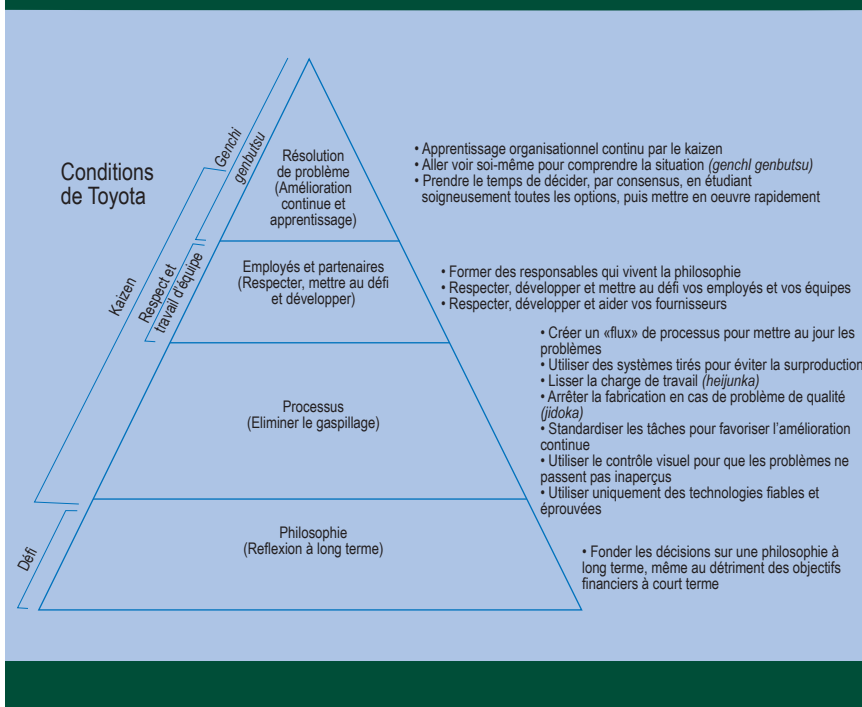 Conditions
de Toyota
Genchi
genbutsu
Kaizen
Respect et
travail d'équipe
Défi
Résolution
de problème
(Amélioration
continue et
apprentissage)
• Apprentissage organisationnel continu par le kaizen
• Aller voir soi-même pour comprendre la situation (genchl genbutsu)
• Prendre le temps de décider, par consensus, en étudiant
soigneusement toutes les options, puis mettre en oeuvre rapidement
Employés et partenaires
(Respecter, mettre au défi
et développer)
• Former des responsables qui vivent la philosophie
• Respecter, développer et mettre au défi vos employés et vos équipes
• Respecter, développer et aider vos fournisseurs
Processus
(Eliminer le gaspillage)
• Créer un «flux» de processus pour mettre au jour les
problèmes
• Utiliser des systèmes tirés pour éviter la surproduction
• Lisser la charge de travail (heijunka)
• Arrêter la fabrication en cas de problème de qualité
(jidoka)
• Standardiser les tâches pour favoriser l'amélioration
continue
• Utiliser le contrôle visuel pour que les problèmes ne
passent pas inaperçus
• Utiliser uniquement des technologies fiables et
éprouvées
Philosophie
(Reflexion à long terme)
• Fonder les décisions sur une philosophie à
long terme, même au détriment des objectifs
financiers à court terme